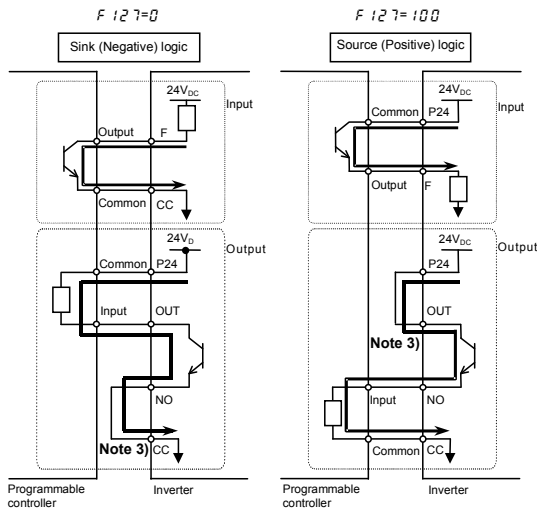 F127=0
Sink (Negative) logic
24VDC
Input
Output
F
Common
CC
24VD
Output
Common
P24
Input
OUT
NO
Note 3)
CC
Programmable
controller
Inverter
F127=100
Source (Positive) logic
24VDC
Common
P24
Input
Output
F
24VDC
Output
P24
OUT
Note 3)
Input
NO
Common
CC
Programmable
controller
Inverter